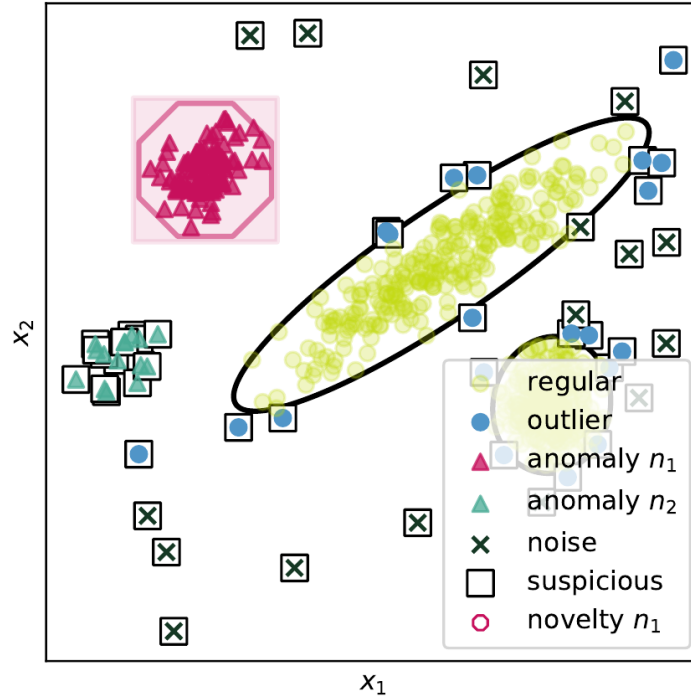 x₂
regular
outlier
anomaly n₁
anomaly n₂
noise
suspicious
novelty n₁
x₁